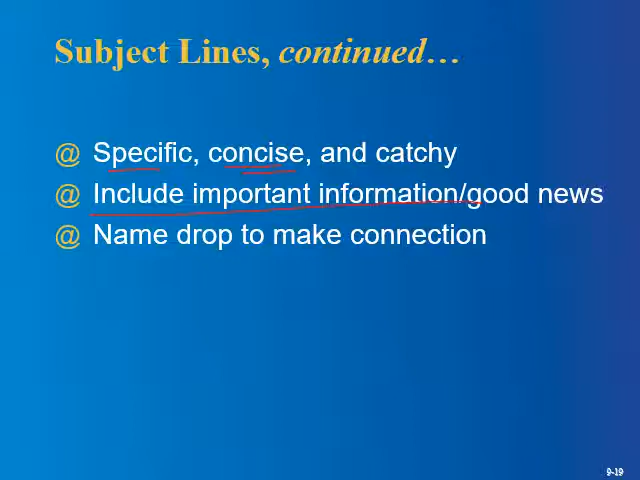 Subject Lines, continued…
@ Specific, concise, and catchy
@ Include important information/good news
@ Name drop to make connection
9-19